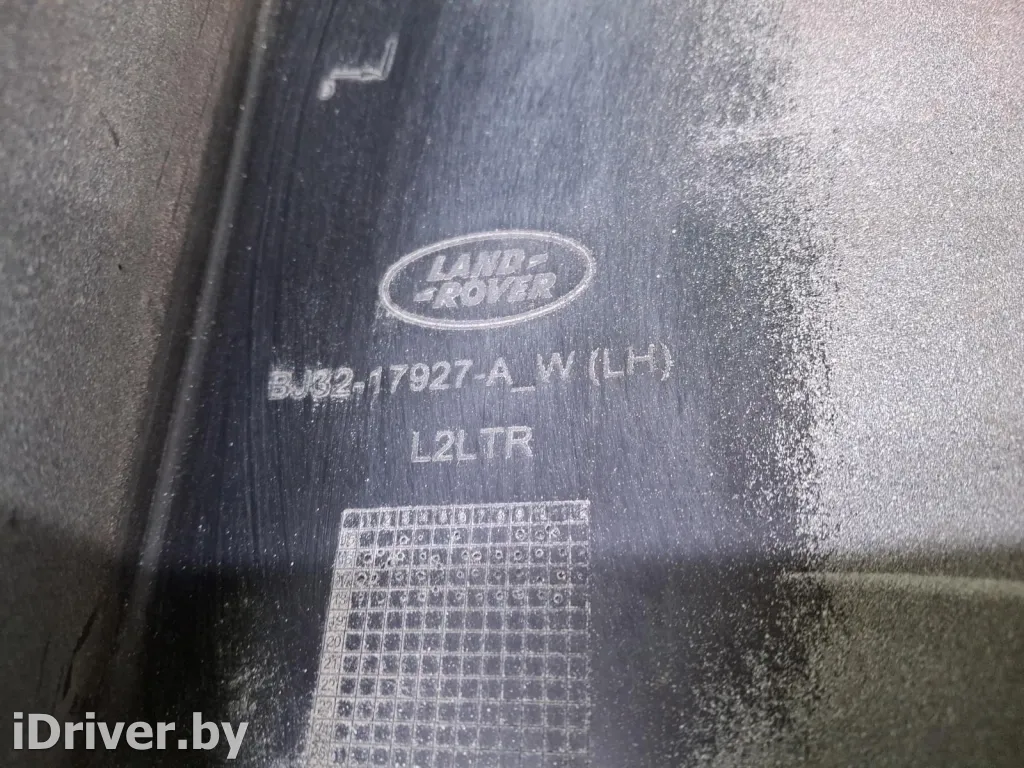 LAND-
-ROVER
BJ32-17927-A_W (LH)
L2LTR
iDriver.by